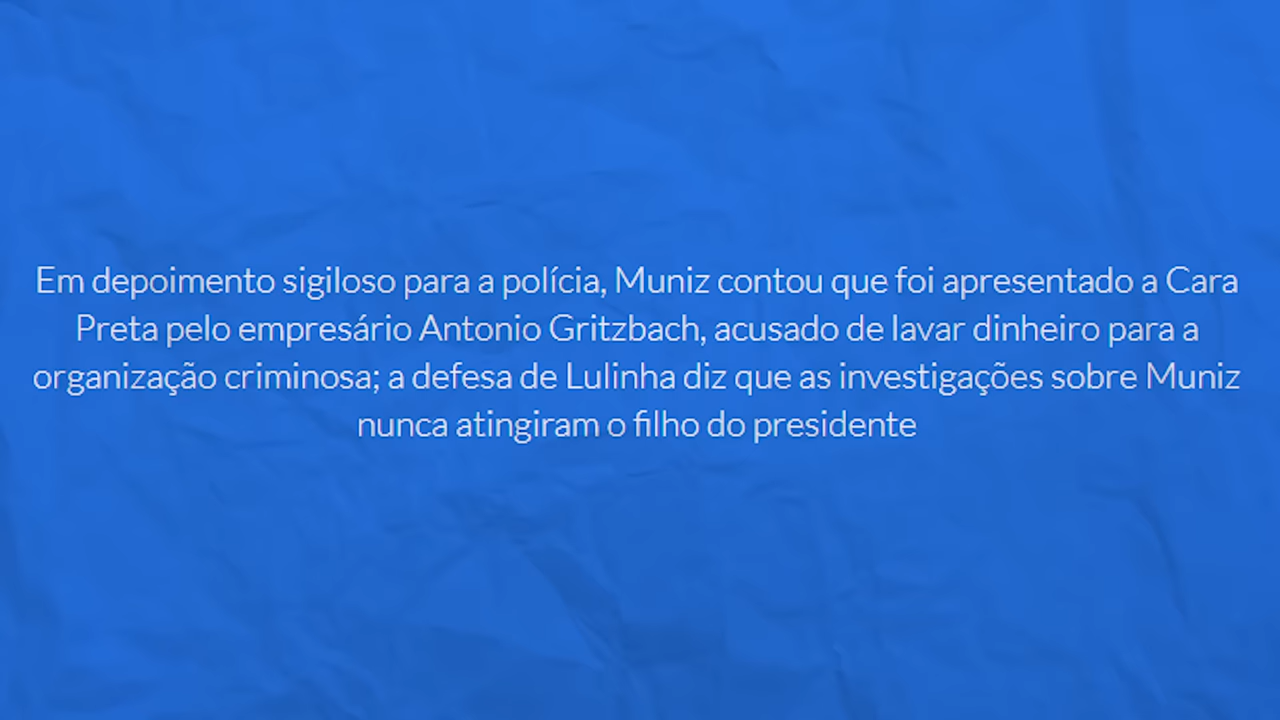 Em depoimento sigiloso para a polícia, Muniz contou que foi apresentado a Cara
Preta pelo empresário Antonio Gritzbach, acusado de lavar dinheiro para a
organização criminosa; a defesa de Lulinha diz que as investigações sobre Muniz
nunca atingiram o filho do presidente